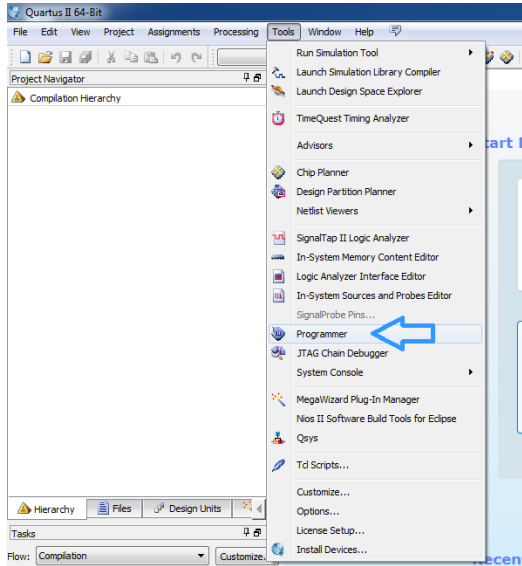 Quartus II 64-Bit
File Edit View Project Assignments Processing Tools Window Help
Project Navigator
Compilation Hierarchy
Run Simulation Tool
Launch Simulation Library Compiler
Launch Design Space Explorer
TimeQuest Timing Analyzer
Advisors
Chip Planner
Design Partition Planner
Netlist Viewers
SignalTap II Logic Analyzer
In-System Memory Content Editor
Logic Analyzer Interface Editor
In-System Sources and Probes Editor
SignalProbe Pins...
Programmer
JTAG Chain Debugger
System Console
MegaWizard Plug-In Manager
Nios II Software Build Tools for Eclipse
Qsys
Tcl Scripts...
Customize...
Options...
License Setup...
Install Devices...
tart
Hierarchy Files Design Units
Tasks
Flow: Compilation Customize.
Recen